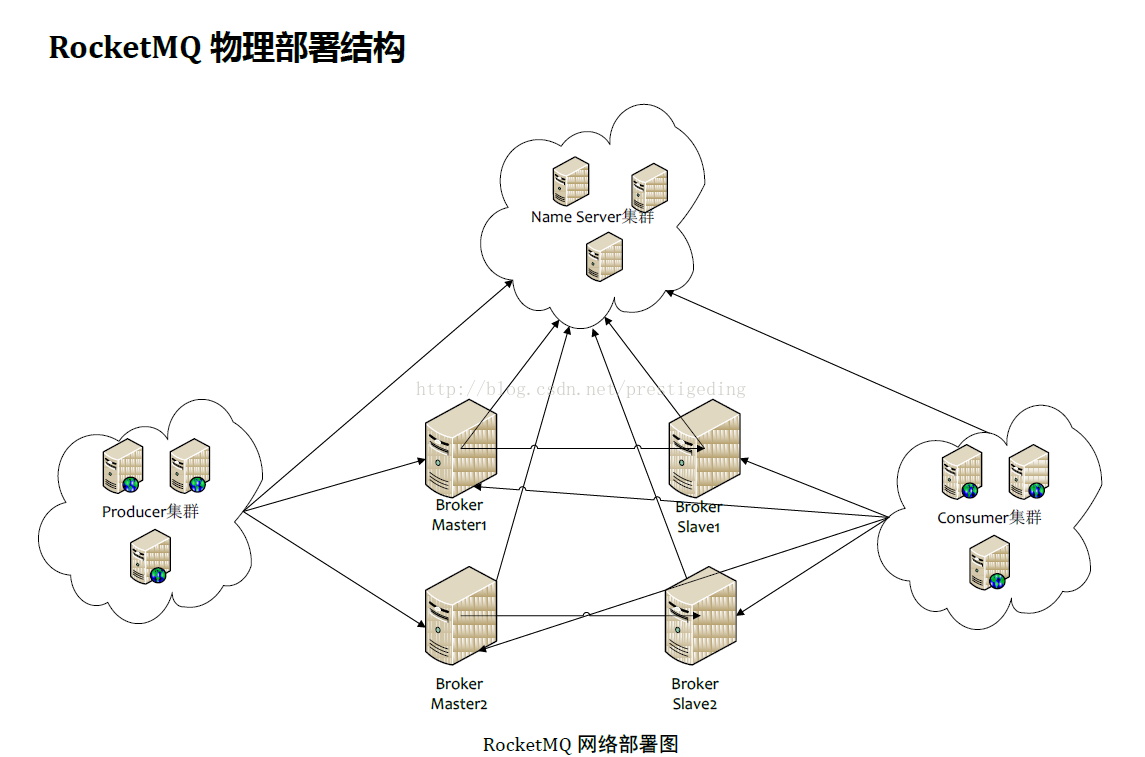 RocketMQ 物理部署结构
Name Server集群
http://blog.csdn.net/prestigeding
Producer集群
Broker
Master1
Broker
Slave1
Consumer集群
Broker
Master2
Broker
Slave2
RocketMQ 网络部署图